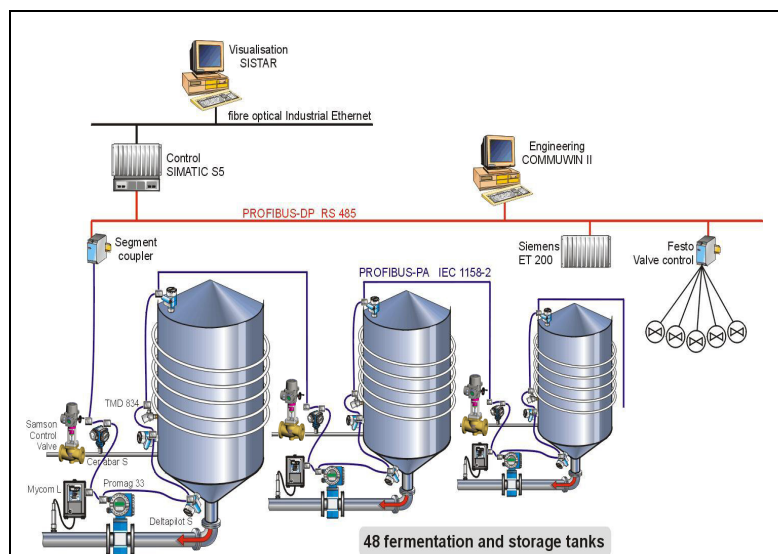 Visualisation
SISTAR
fibre optical Industrial Ethernet
Control
SIMATIC S5
Engineering
COMMUWIN II
PROFIBUS-DP RS 485
Segment
coupler
Siemens
ET 200
Festo
Valve control
PROFIBUS-PA IEC 1158-2
TMD 834
Samson
Control
Valve
Cerabar S
Mycom L
Promag 33
Deltapilot S
48 fermentation and storage tanks